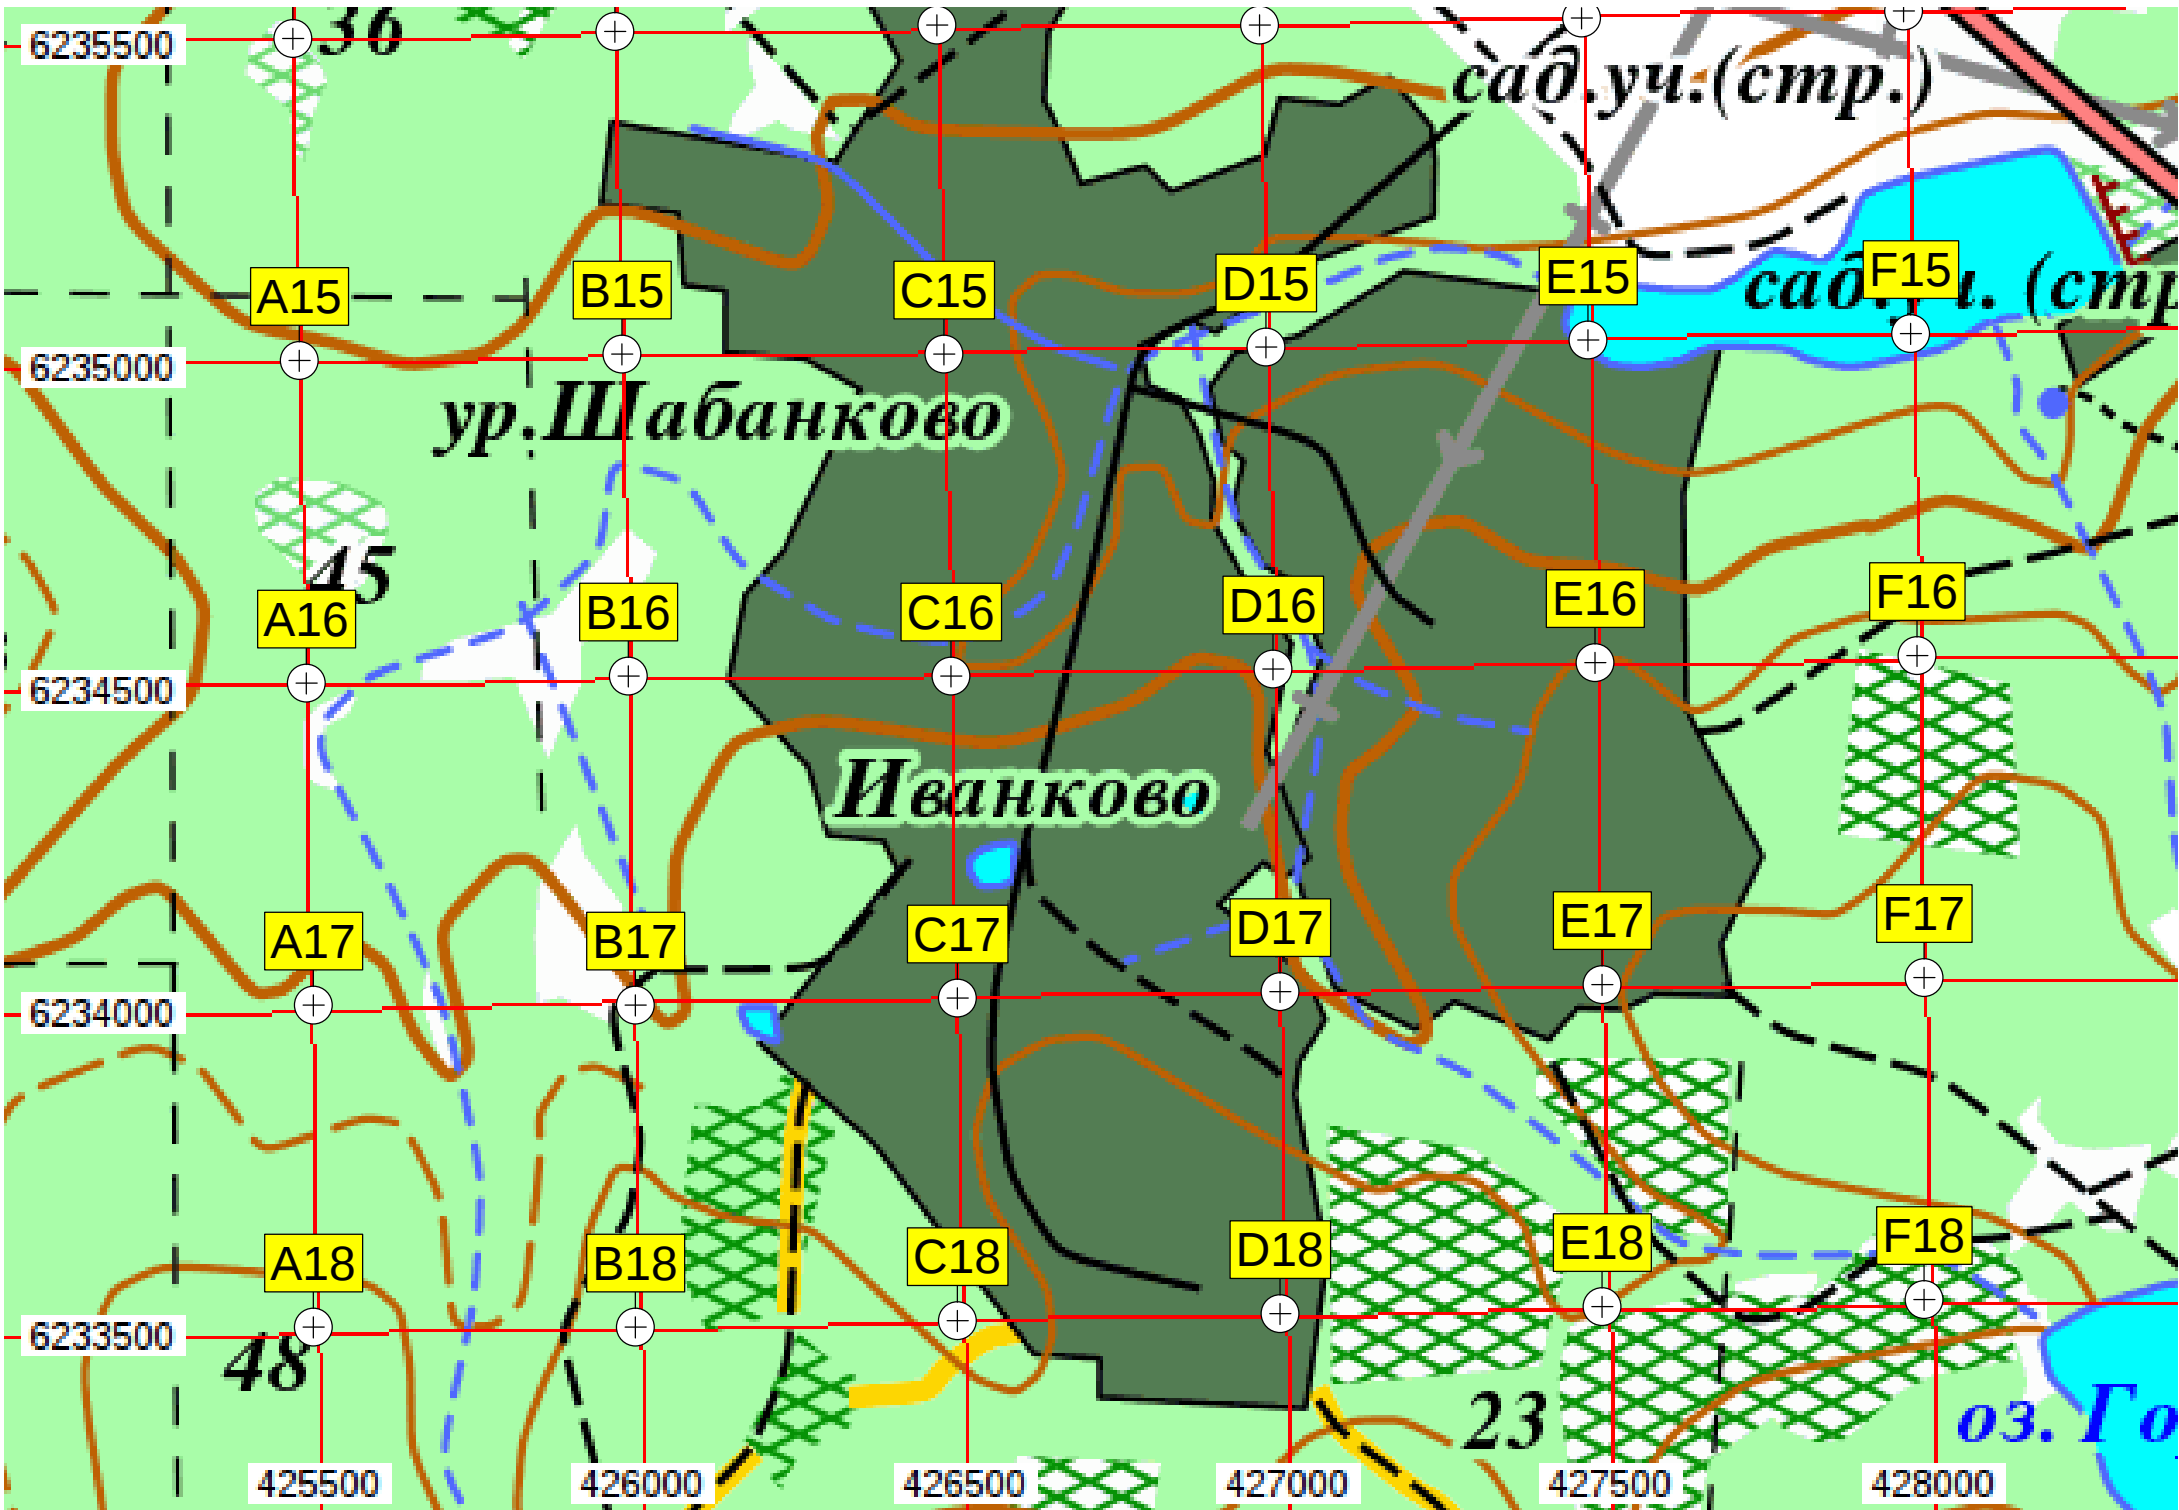 6235500
36
сад.уч.(стр.)
A15
B15
C15
D15
E15
F15
6235000
ур.Шабанково
45
A16
B16
C16
D16
E16
F16
6234500
Иванково
A17
B17
C17
D17
E17
F17
6234000
A18
B18
C18
D18
E18
F18
6233500
48
23
оз. Го
425500
426000
426500
427000
427500
428000